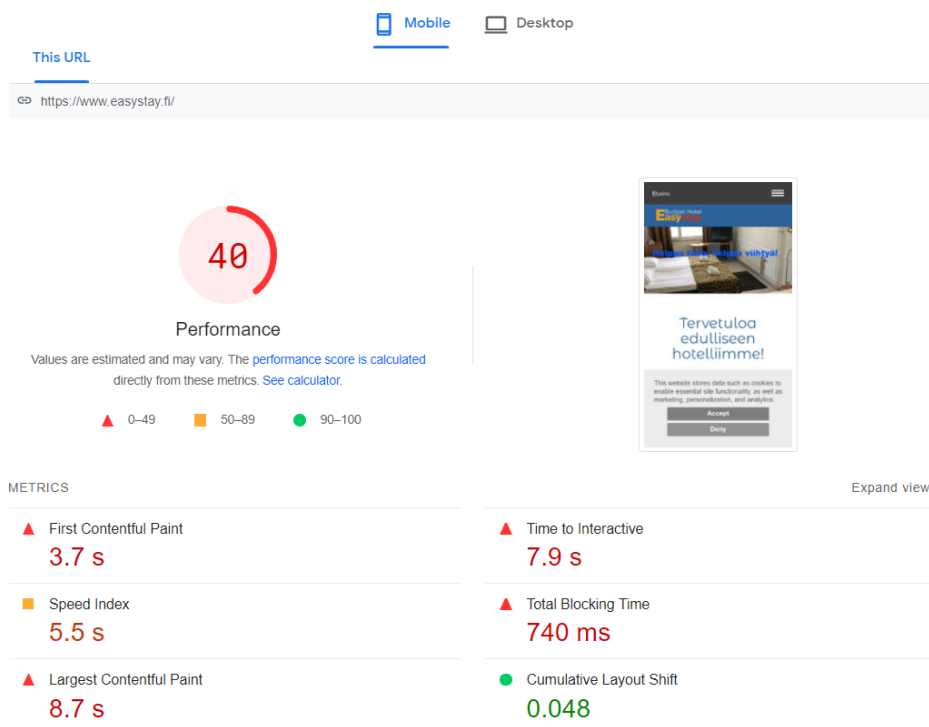 Mobile
Desktop
This URL
https://www.easystay.fi/
40
Performance
Values are estimated and may vary. The performance score is calculated
directly from these metrics. See calculator.
0–49
50–89
90–100
Etusivu
Budget Hotel
EasyStay
viihtyä!
Tervetuloa
edulliseen
hotelliimme!
This website stores data such as cookies to
enable essential site functionality, as well as
marketing, personalization, and analytics.
Accept
Deny
METRICS
Expand view
First Contentful Paint
3.7 s
Time to Interactive
7.9 s
Speed Index
5.5 s
Total Blocking Time
740 ms
Largest Contentful Paint
8.7 s
Cumulative Layout Shift
0.048